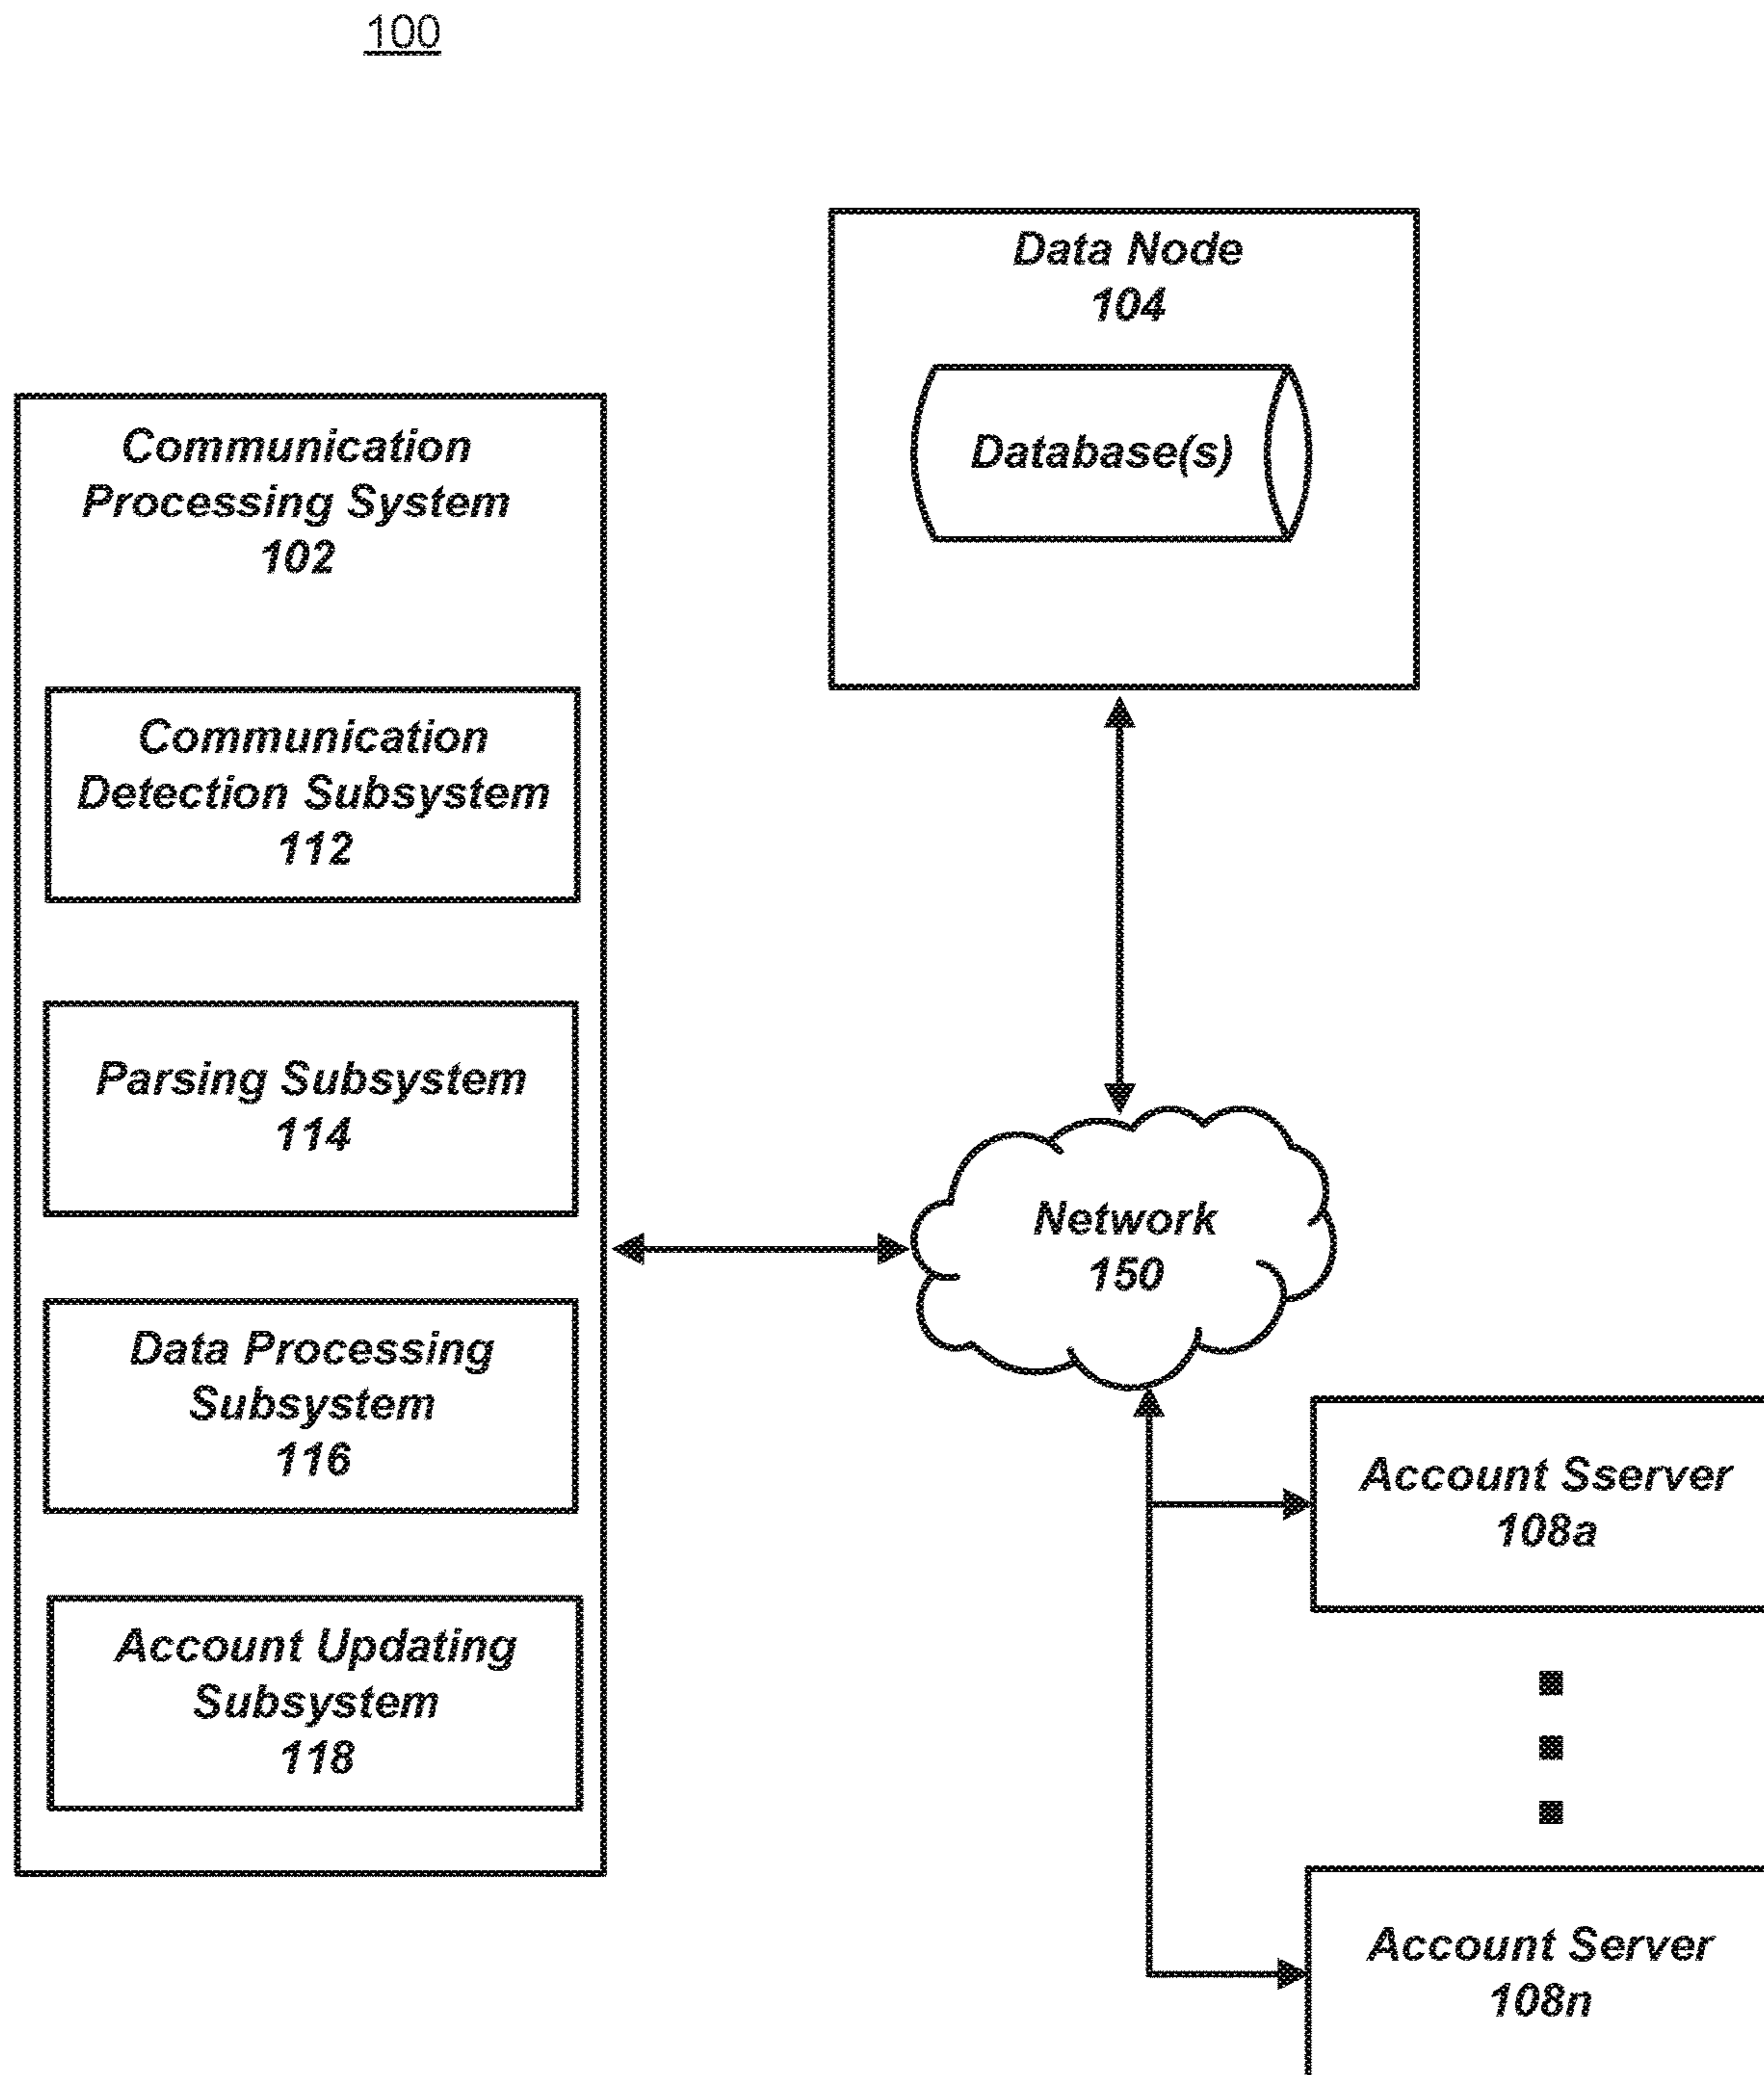 100
Data Node
104
Database(s)
Communication
Processing System
102
Communication
Detection Subsystem
112
Parsing Subsystem
114
Data Processing
Subsystem
116
Account Updating
Subsystem
118
Network
150
Account Sserver
108a
Account Server
108n